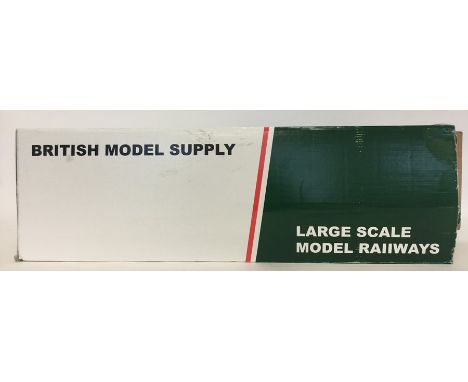 BRITISH MODEL SUPPLY
LARGE SCALE
MODEL RAIIWAYS